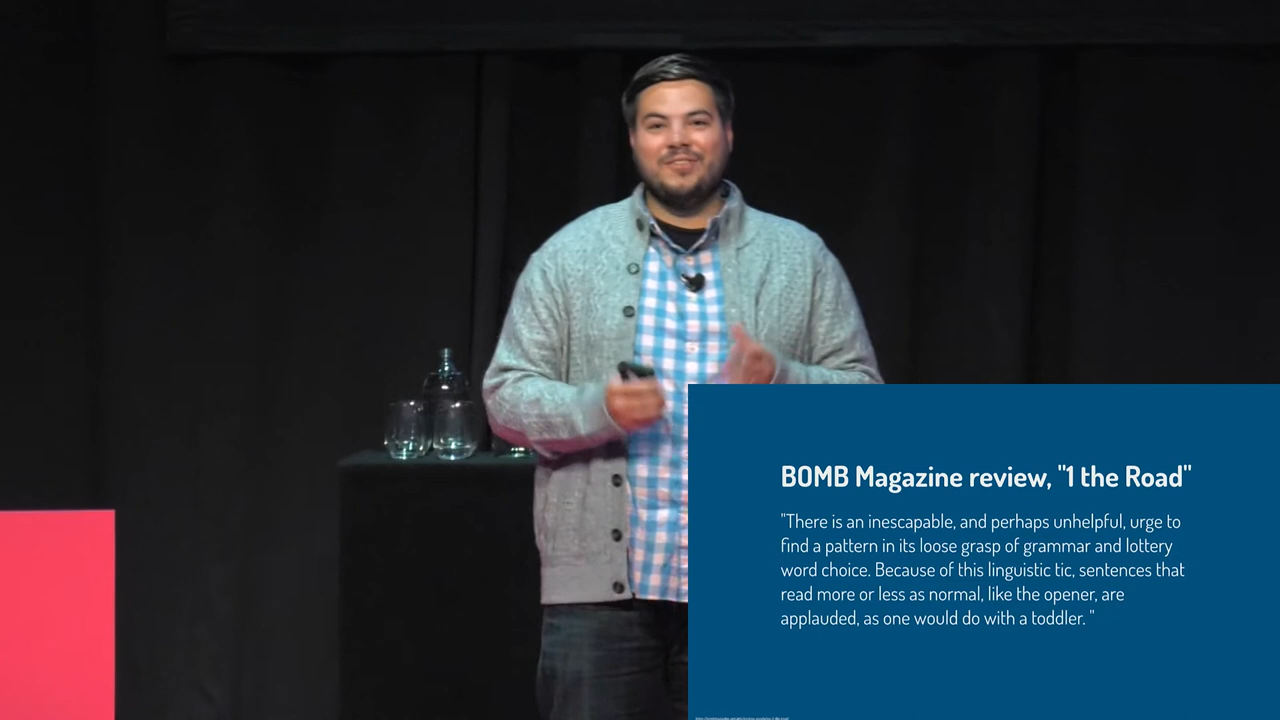 BOMB Magazine review, "1 the Road"
"There is an inescapable, and perhaps unhelpful, urge to
find a pattern in its loose grasp of grammar and lottery
word choice. Because of this linguistic tic, sentences that
read more or less as normal, like the opener, are
applauded, as one would do with a toddler. "